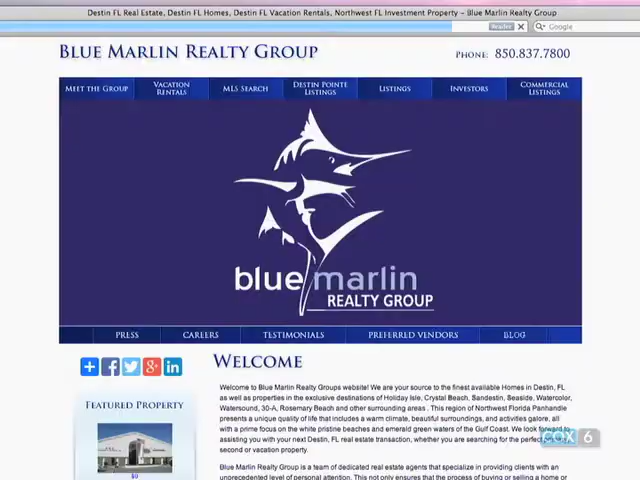 Destin FL Real Estate, Destin FL Homes, Destin FL Vacation Rentals, Northwest FL Investment Property – Blue Marlin Realty Group
Reader
Google
Blue Marlin Realty Group
Phone: 850.837.7800
Meet the Group
Vacation Rentals
MLS Search
Destin Pointe Listings
Listings
Investors
Commercial Listings
blue marlin
REALTY GROUP
PRESS
CAREERS
TESTIMONIALS
PREFERRED VENDORS
BLOG
Welcome
Welcome to Blue Marlin Realty Groups website! We are your source to the finest available Homes in Destin, FL
as well as properties in the exclusive destinations of Holiday Isle, Crystal Beach, Sandestin, Seaside, Watercolor,
Watersound, 30-A, Rosemary Beach and other surrounding areas . This region of Northwest Florida Panhandle
presents a unique quality of life that includes a warm climate, beautiful surroundings, and activities galore, all
with a prime focus on the white pristine beaches and emerald green waters of the Gulf Coast. We look forward to
assisting you with your next Destin, FL real estate transaction, whether you are searching for the perfect
second or vacation property.
Blue Marlin Realty Group is a team of dedicated real estate agents that specialize in providing clients with an
unprecedented level of personal attention. This not only ensures that the process of buying or selling a home or
Featured Property
$0
COX 6